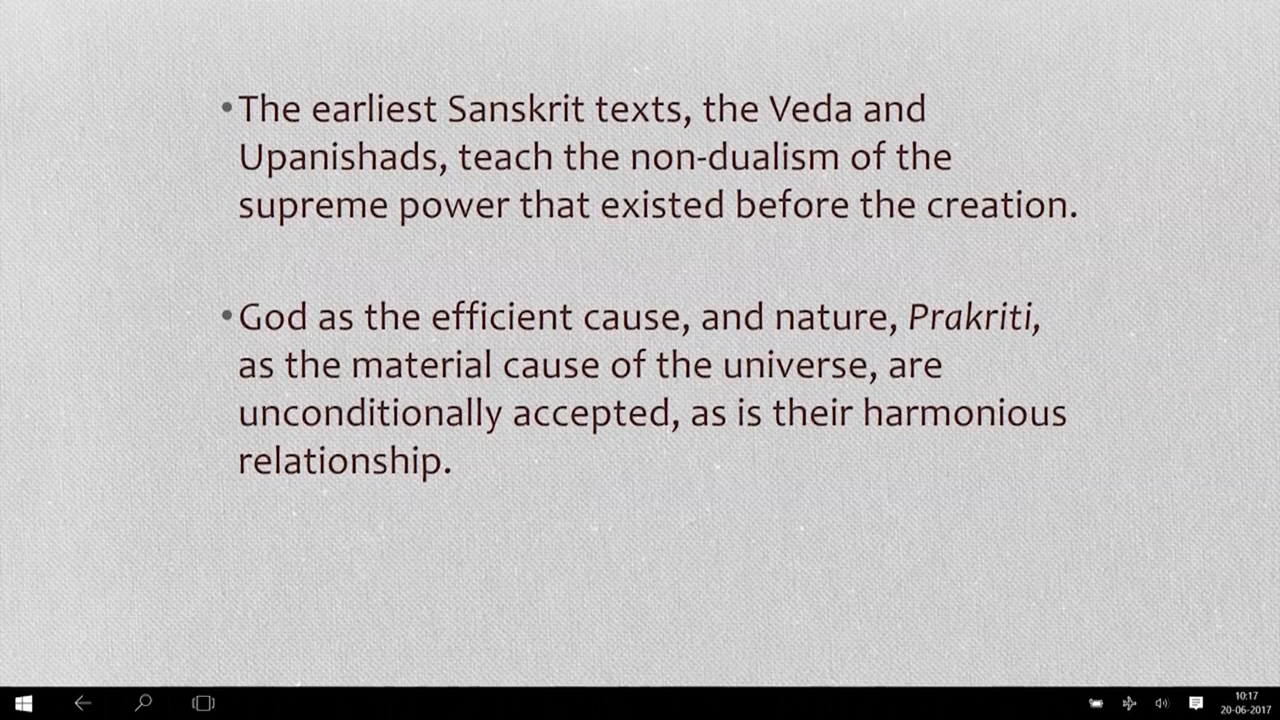 •The earliest Sanskrit texts, the Veda and
Upanishads, teach the non-dualism of the
supreme power that existed before the creation.
•God as the efficient cause, and nature, Prakriti,
as the material cause of the universe, are
unconditionally accepted, as is their harmonious
relationship.
10:17
20-06-2017